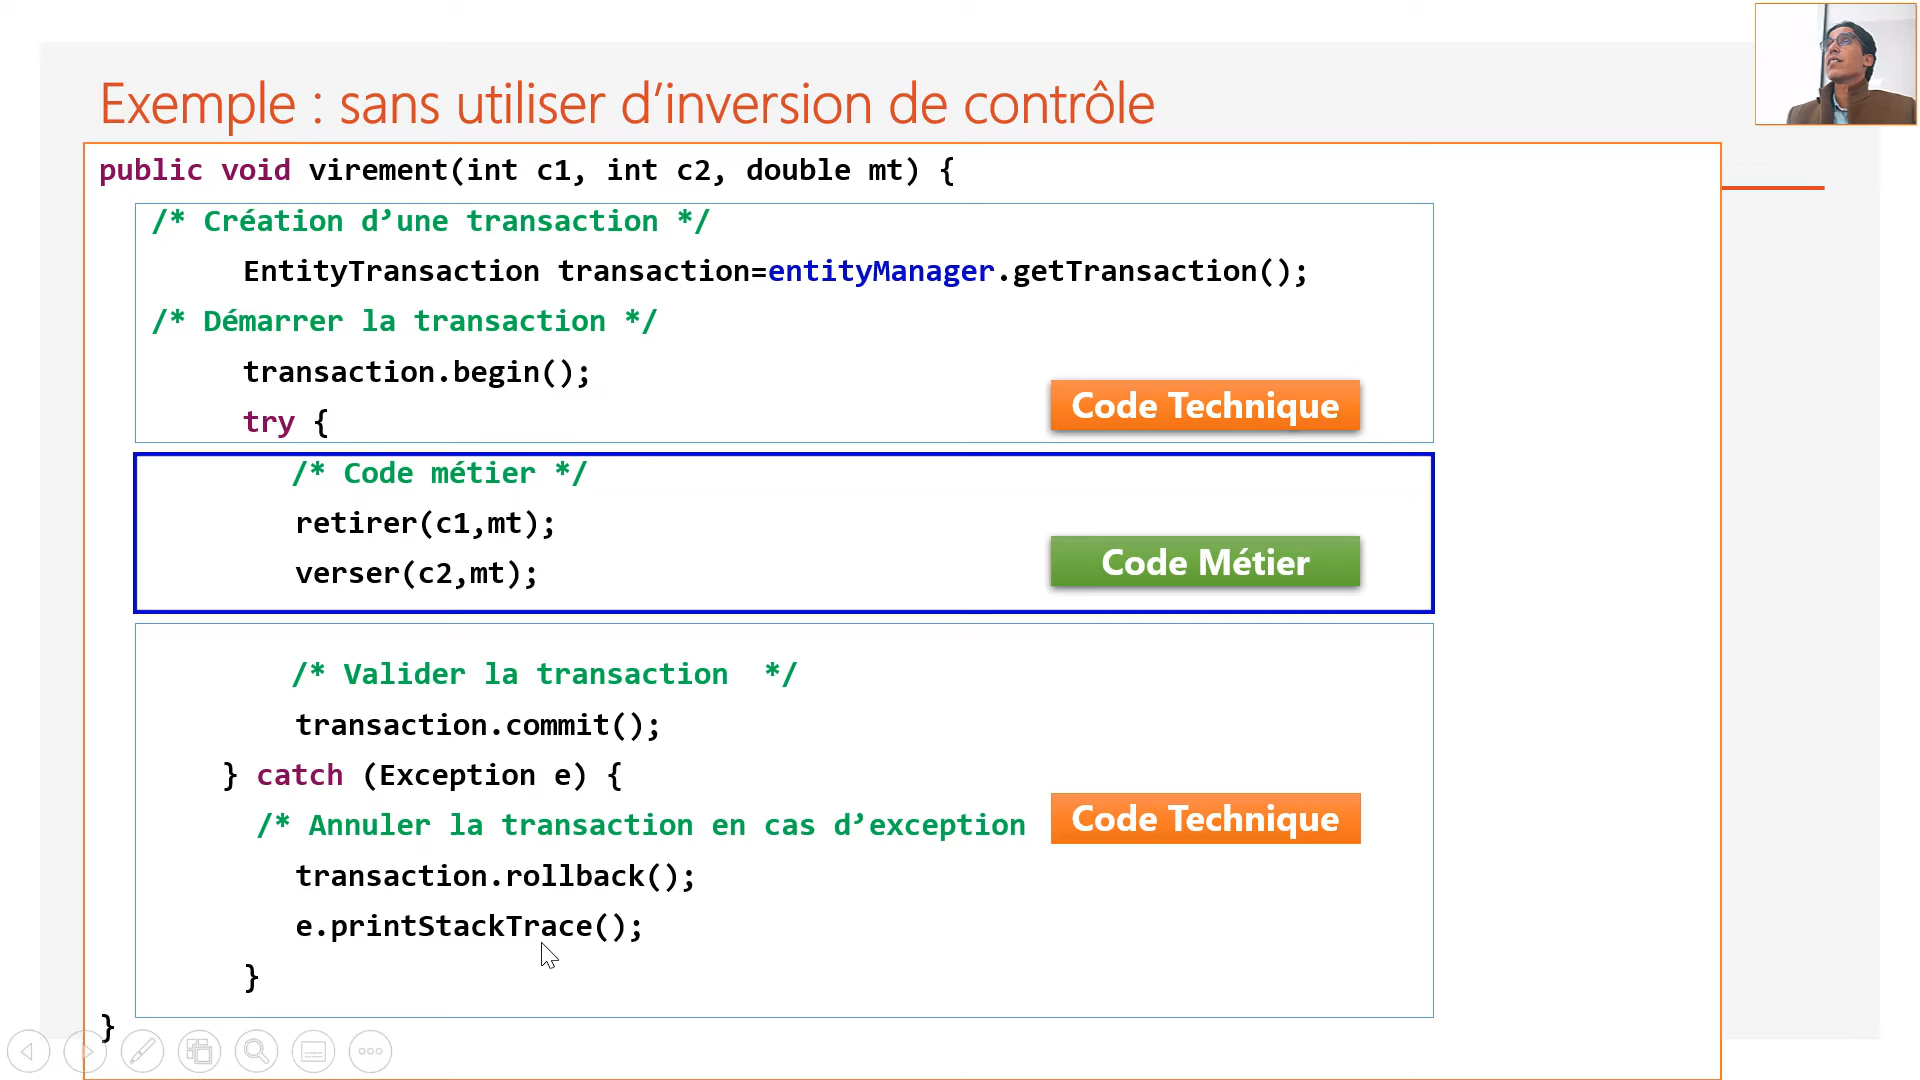 Exemple : sans utiliser d’inversion de contrôle
public void virement(int c1, int c2, double mt) {
/* Création d’une transaction */
EntityTransaction transaction=entityManager.getTransaction();
/* Démarrer la transaction */
transaction.begin();
Code Technique
try {
/* Code métier */
retirer(c1,mt);
Code Métier
verser(c2,mt);
/* Valider la transaction  */
transaction.commit();
} catch (Exception e) {
/* Annuler la transaction en cas d’exception
Code Technique
transaction.rollback();
e.printStackTrace();
}
}